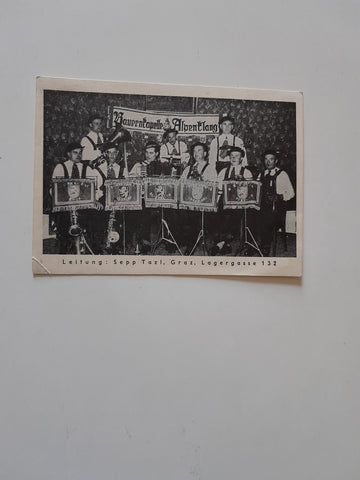 Bauernkapelle Alpenklang
Leitung: Sepp Tazl, Graz, Lagergasse 132